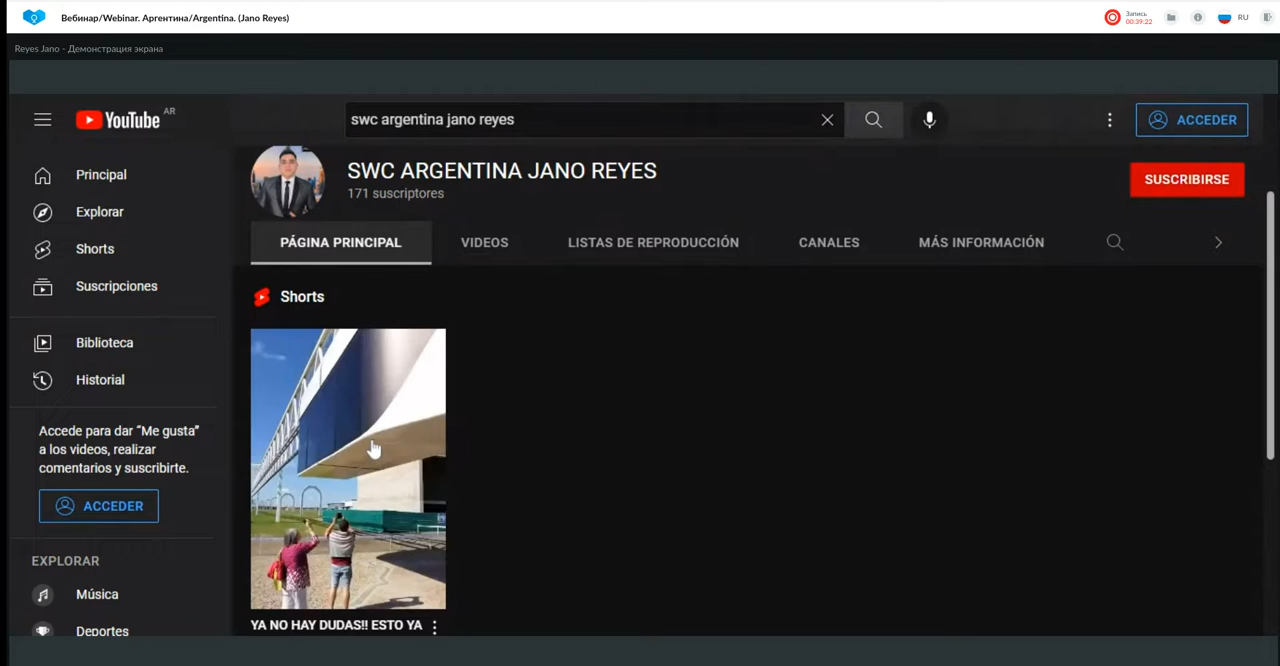 Вебинар/Webinar. Аргентина/Argentina. (Jano Reyes)
Запись
00:39:22
RU
Reyes Jano - Демонстрация экрана
YouTube AR
swc argentina jano reyes
ACCEDER
Principal
Explorar
Shorts
Suscripciones
Biblioteca
Historial
Accede para dar “Me gusta”
a los videos, realizar
comentarios y suscribirte.
ACCEDER
EXPLORAR
Música
Deportes
SWC ARGENTINA JANO REYES
171 suscriptores
SUSCRIBIRSE
PÁGINA PRINCIPAL
VIDEOS
LISTAS DE REPRODUCCIÓN
CANALES
MÁS INFORMACIÓN
Shorts
YA NO HAY DUDAS!! ESTO YA